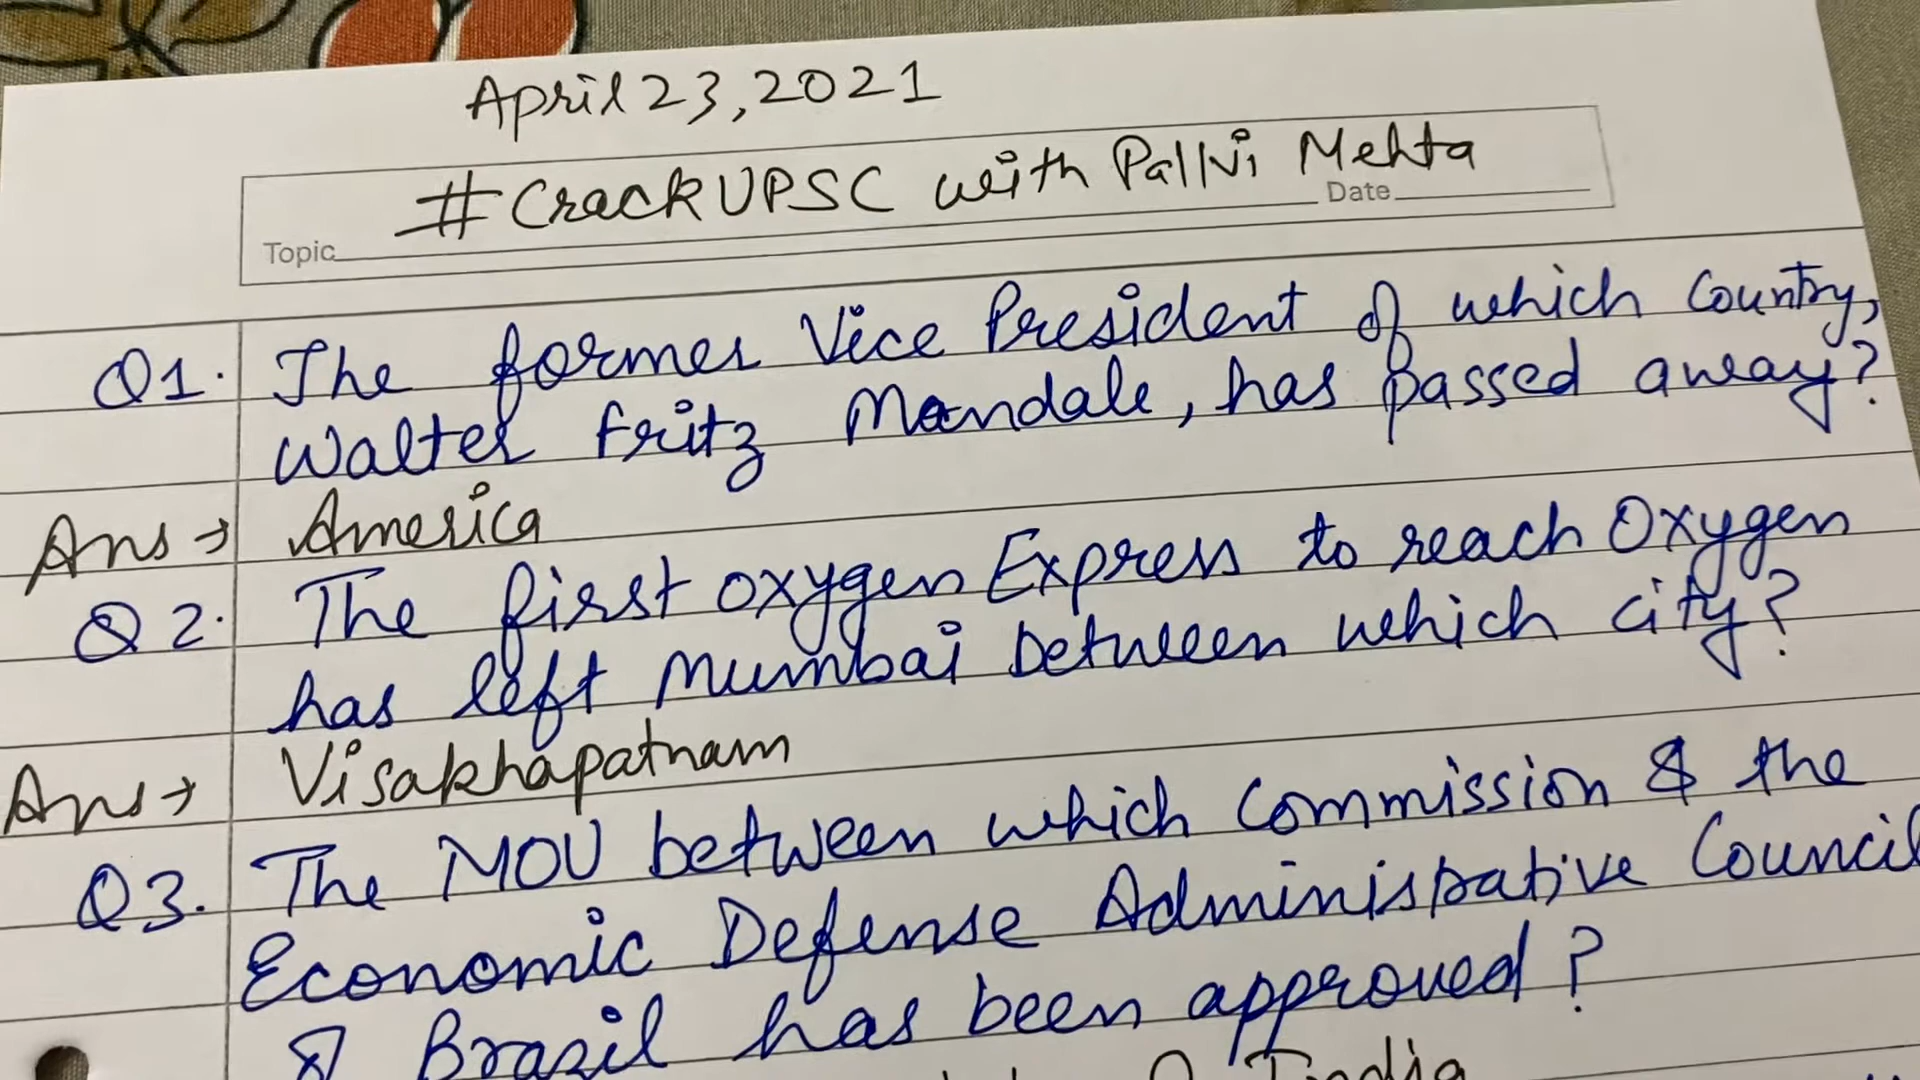 April 23, 2021
#CrackUPSC with Pallvi Mehta
Topic Date
Q1. The former Vice President of which Country,
Walter Fritz Mondale, has passed away?
Ans → America
Q2. The first oxygen Express to reach Oxygen
has left Mumbai between which city?
Ans → Visakhapatnam
Q3. The MOU between which Commission & the
Economic Defense Administrative Council
of Brazil has been approved?
India